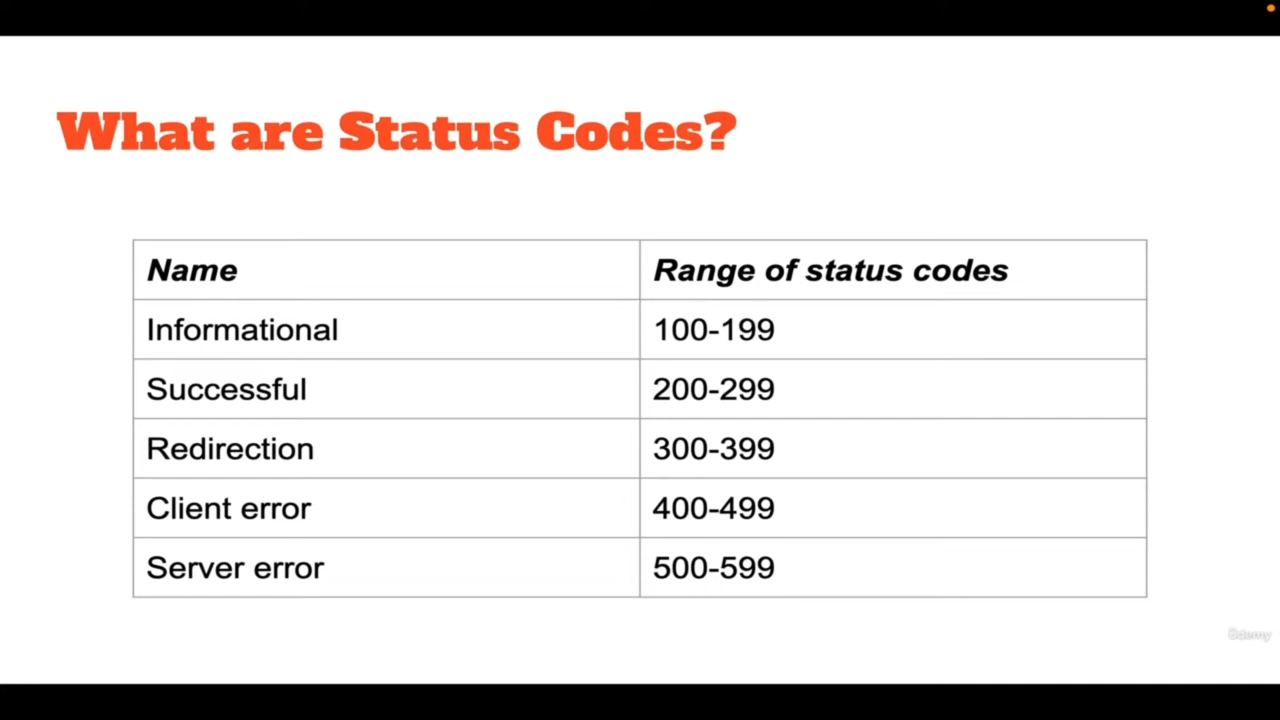 What are Status Codes?
Name Range of status codes
Informational 100-199
Successful 200-299
Redirection 300-399
Client error 400-499
Server error 500-599
Udemy